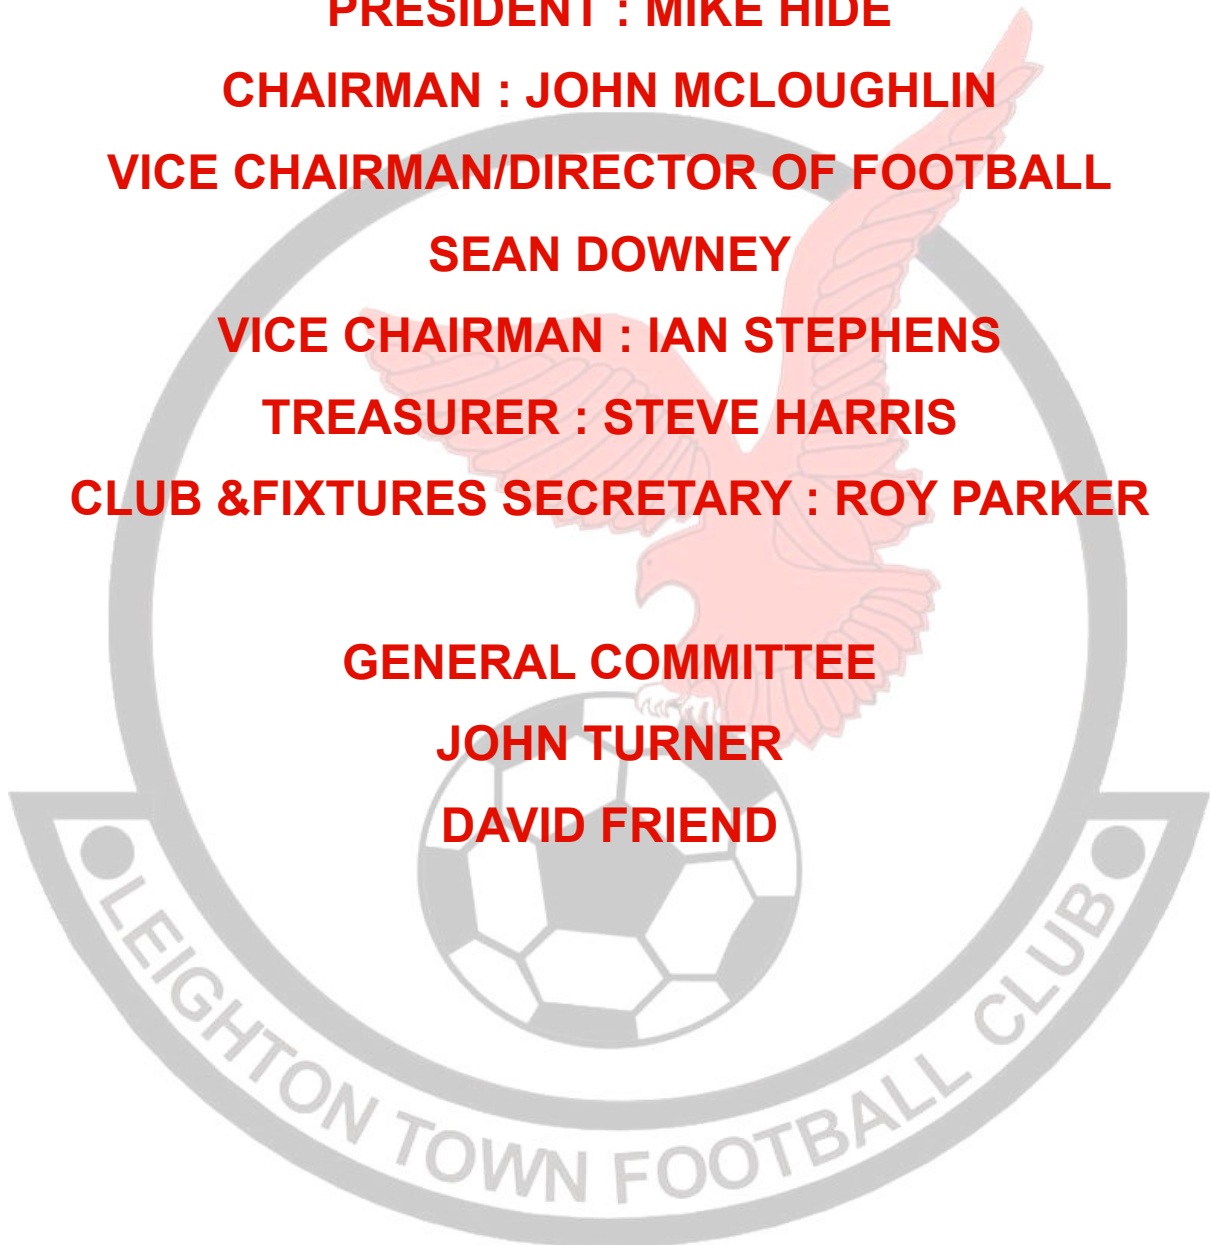 PRESIDENT : MIKE HIDE
CHAIRMAN : JOHN MCLOUGHLIN
VICE CHAIRMAN/DIRECTOR OF FOOTBALL
SEAN DOWNEY
VICE CHAIRMAN : IAN STEPHENS
TREASURER : STEVE HARRIS
CLUB &FIXTURES SECRETARY : ROY PARKER
GENERAL COMMITTEE
JOHN TURNER
DAVID FRIEND
LEIGHTON TOWN FOOTBALL CLUB